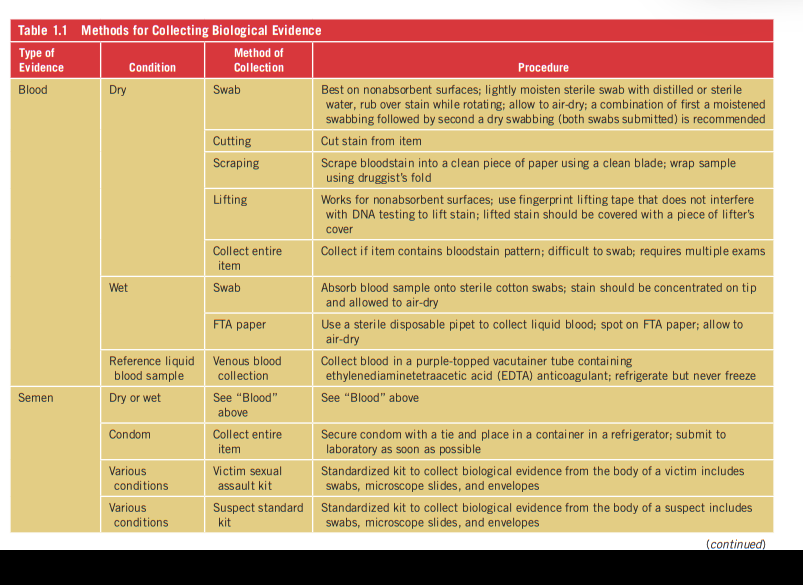 Table 1.1 Methods for Collecting Biological Evidence
Type of
Evidence
Condition
Method of
Collection
Procedure
Blood
Dry
Swab
Best on nonabsorbent surfaces; lightly moisten sterile swab with distilled or sterile
water, rub over stain while rotating; allow to air-dry; a combination of first a moistened
swabbing followed by second a dry swabbing (both swabs submitted) is recommended
Cutting
Cut stain from item
Scraping
Scrape bloodstain into a clean piece of paper using a clean blade; wrap sample
using druggist's fold
Lifting
Works for nonabsorbent surfaces; use fingerprint lifting tape that does not interfere
with DNA testing to lift stain; lifted stain should be covered with a piece of lifter's
cover
Collect entire
item
Collect if item contains bloodstain pattern; difficult to swab; requires multiple exams
Wet
Swab
Absorb blood sample onto sterile cotton swabs; stain should be concentrated on tip
and allowed to air-dry
FTA paper
Use a sterile disposable pipet to collect liquid blood; spot on FTA paper; allow to
air-dry
Reference liquid
blood sample
Venous blood
collection
Collect blood in a purple-topped vacutainer tube containing
ethylenediaminetetraacetic acid (EDTA) anticoagulant; refrigerate but never freeze
Semen
Dry or wet
See "Blood"
above
See "Blood" above
Condom
Collect entire
item
Secure condom with a tie and place in a container in a refrigerator; submit to
laboratory as soon as possible
Various
conditions
Victim sexual
assault kit
Standardized kit to collect biological evidence from the body of a victim includes
swabs, microscope slides, and envelopes
Various
conditions
Suspect standard
kit
Standardized kit to collect biological evidence from the body of a suspect includes
swabs, microscope slides, and envelopes
(continued)